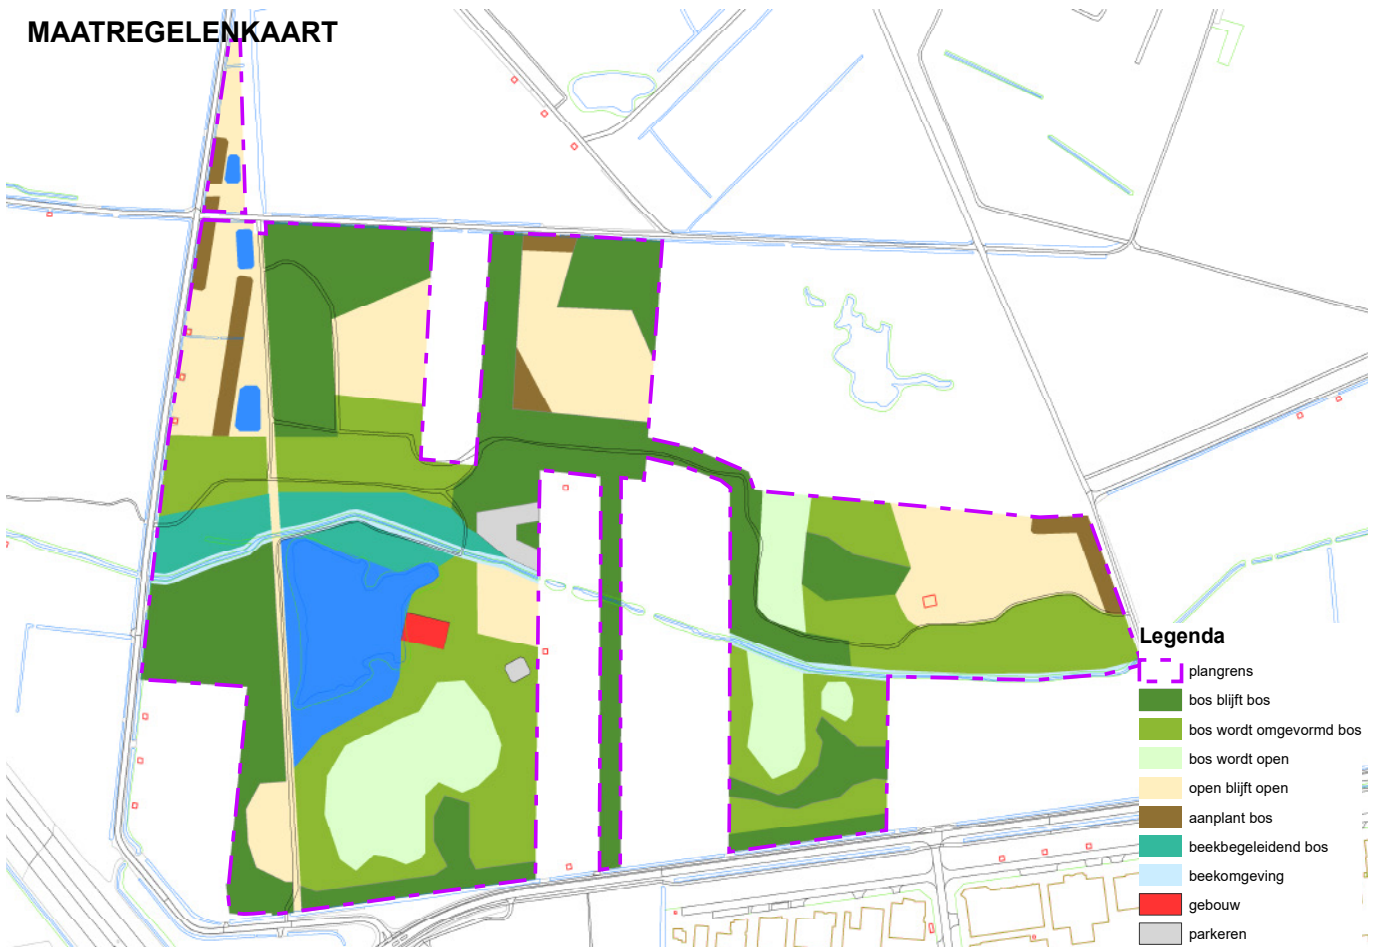 MAATREGELENKAART
Legenda
plangrens
bos blijft bos
bos wordt omgevormd bos
bos wordt open
open blijft open
aanplant bos
beekbegeleidend bos
beekomgeving
gebouw
parkeren